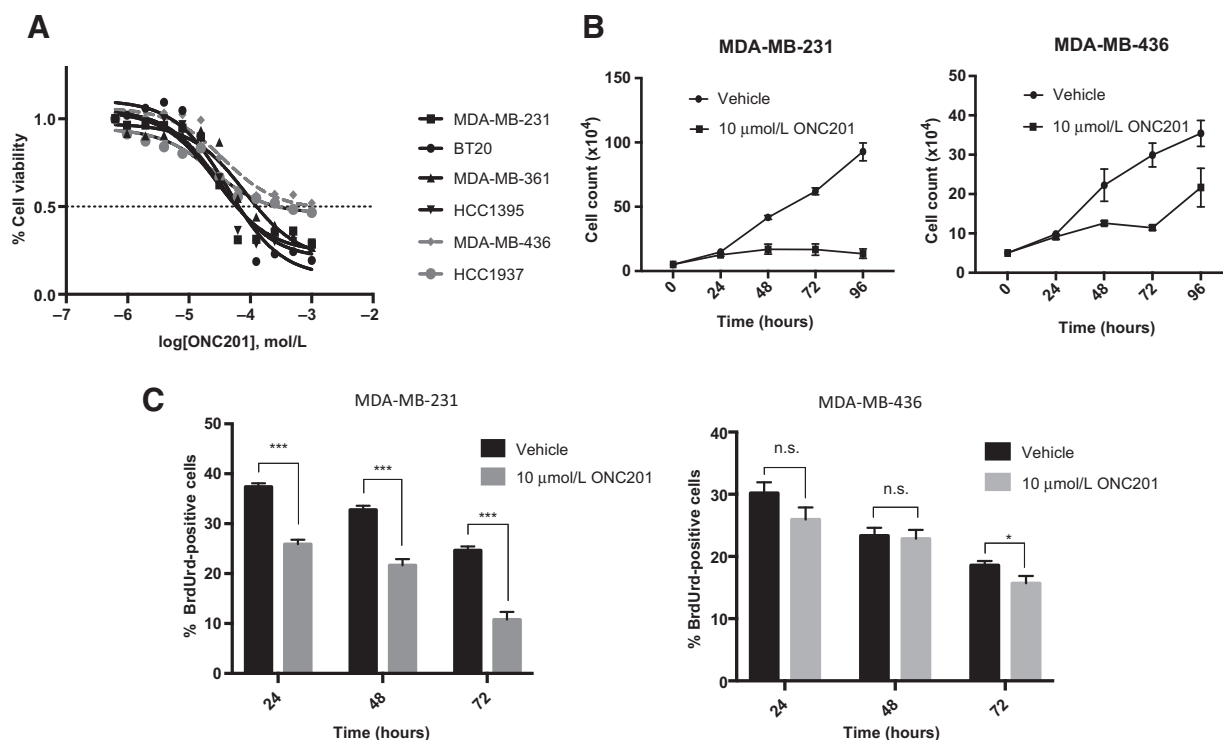 A
% Cell viability
1.0
0.5
0.0
–7
–6
–5
–4
–3
–2
log[ONC201], mol/L
MDA-MB-231
BT20
MDA-MB-361
HCC1395
MDA-MB-436
HCC1937
B
MDA-MB-231
Cell count (x10⁴)
150
100
50
0
Vehicle
10 μmol/L ONC201
0
24
48
72
96
Time (hours)
MDA-MB-436
Cell count (x10⁴)
50
40
30
20
10
0
Vehicle
10 μmol/L ONC201
0
24
48
72
96
Time (hours)
C
MDA-MB-231
% BrdUrd-positive cells
50
40
30
20
10
0
***
***
***
Vehicle
10 μmol/L ONC201
24
48
72
Time (hours)
MDA-MB-436
% BrdUrd-positive cells
40
30
20
10
0
n.s.
n.s.
*
Vehicle
10 μmol/L ONC201
24
48
72
Time (hours)